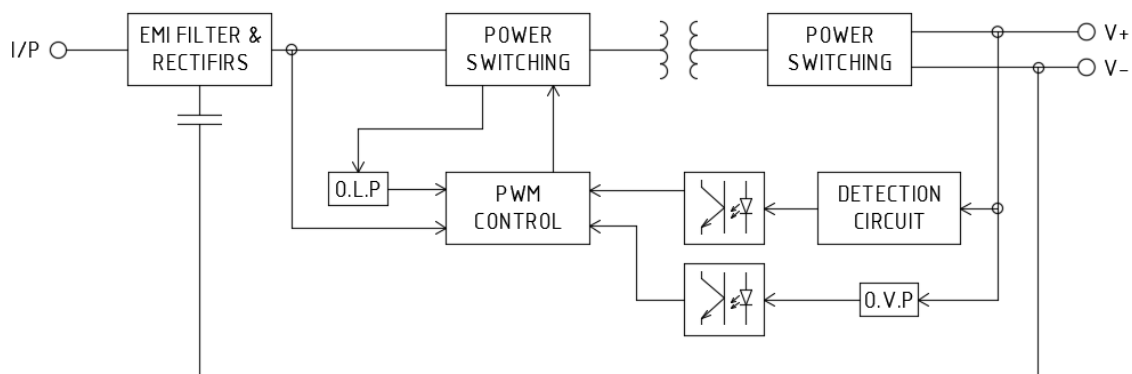 I/P
EMI FILTER &
RECTIFIRS
POWER
SWITCHING
POWER
SWITCHING
V+
V-
O.L.P
PWM
CONTROL
DETECTION
CIRCUIT
O.V.P